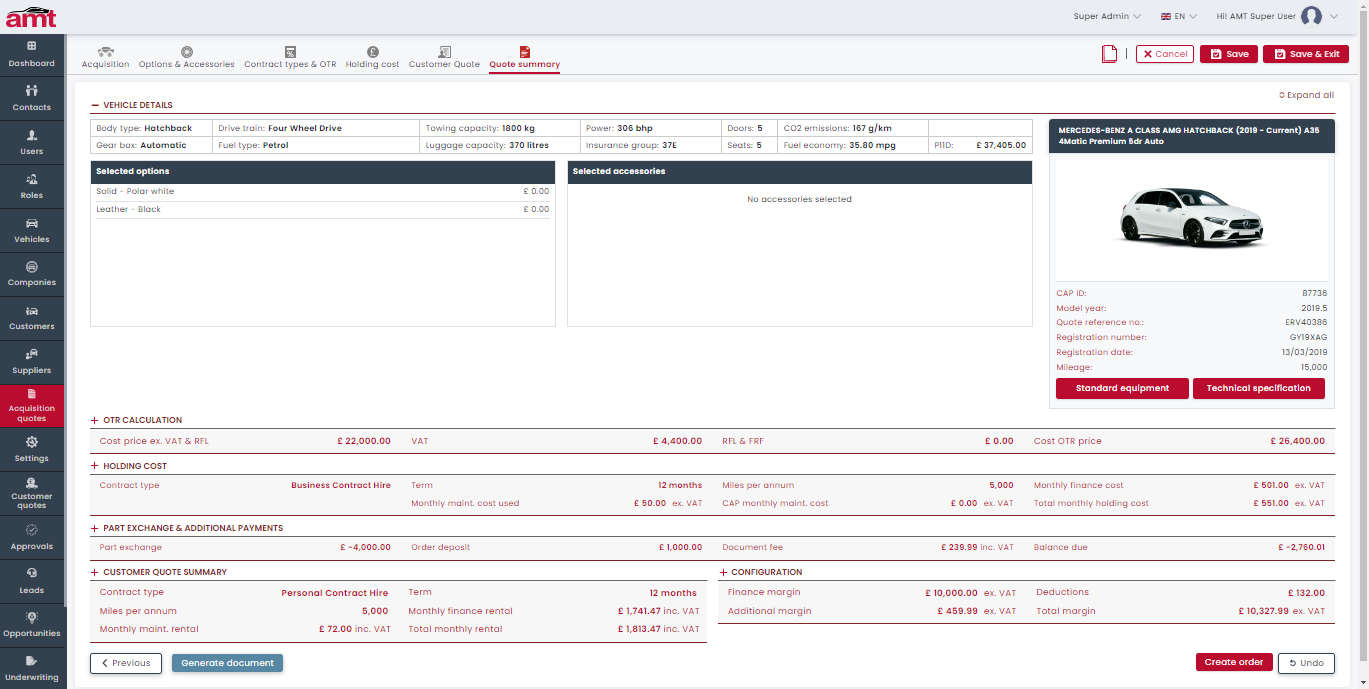 amt
Super Admin
EN
Hi! AMT Super User
Dashboard
Contacts
Users
Roles
Vehicles
Companies
Customers
Suppliers
Acquisition
quotes
Settings
Customer
quotes
Approvals
Leads
Opportunities
Underwriting
Acquisition
Options & Accessories
Contract types & OTR
Holding cost
Customer Quote
Quote summary
Cancel
Save
Save & Exit
Expand all
VEHICLE DETAILS
Body type: Hatchback
Drive train: Four Wheel Drive
Towing capacity: 1800 kg
Power: 306 bhp
Doors: 5
CO2 emissions: 167 g/km
Gear box: Automatic
Fuel type: Petrol
Luggage capacity: 370 litres
Insurance group: 37E
Seats: 5
Fuel economy: 35.80 mpg
P11D: £ 37,405.00
Selected options
Solid - Polar white £ 0.00
Leather - Black £ 0.00
Selected accessories
No accessories selected
MERCEDES-BENZ A CLASS AMG HATCHBACK (2019 - Current) A35
4Matic Premium 5dr Auto
CAP ID: 87736
Model year: 2019.5
Quote reference no.: ERV40386
Registration number: GY19XAG
Registration date: 13/03/2019
Mileage: 15,000
Standard equipment
Technical specification
OTR CALCULATION
Cost price ex. VAT & RFL £ 22,000.00 VAT £ 4,400.00 RFL & FRF £ 0.00 Cost OTR price £ 26,400.00
HOLDING COST
Contract type Business Contract Hire Term 12 months Miles per annum 5,000 Monthly finance cost £ 501.00 ex. VAT
Monthly maint. cost used £ 50.00 ex. VAT CAP monthly maint. cost £ 0.00 ex. VAT Total monthly holding cost £ 551.00 ex. VAT
PART EXCHANGE & ADDITIONAL PAYMENTS
Part exchange £ -4,000.00 Order deposit £ 1,000.00 Document fee £ 239.99 inc. VAT Balance due £ -2,760.01
CUSTOMER QUOTE SUMMARY
Contract type Personal Contract Hire Term 12 months
Miles per annum 5,000 Monthly finance rental £ 1,741.47 inc. VAT
Monthly maint. rental £ 72.00 inc. VAT Total monthly rental £ 1,813.47 inc. VAT
CONFIGURATION
Finance margin £ 10,000.00 ex. VAT Deductions £ 132.00
Additional margin £ 459.99 ex. VAT Total margin £ 10,327.99 ex. VAT
Previous
Generate document
Create order
Undo